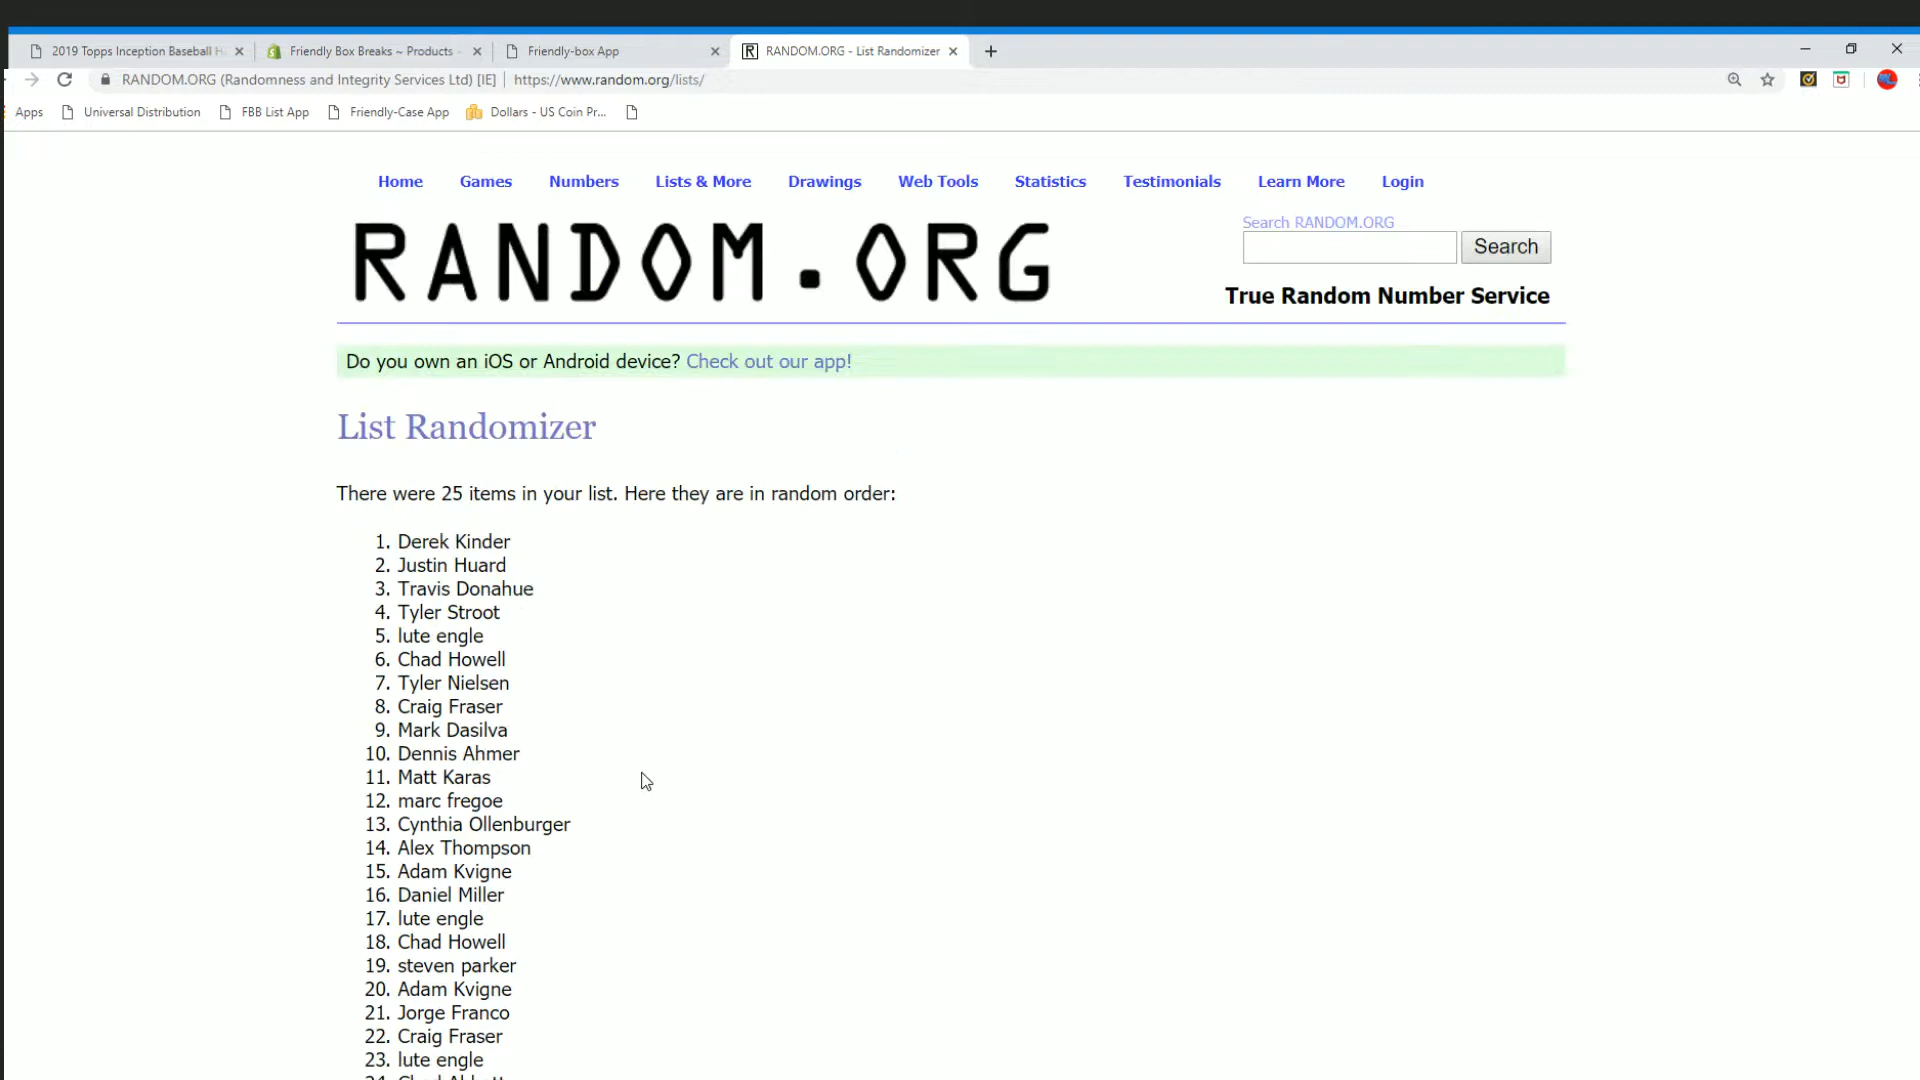 2019 Topps Inception Baseball
Friendly Box Breaks ~ Products
Friendly-box App
RANDOM.ORG - List Randomizer
RANDOM.ORG (Randomness and Integrity Services Ltd) [IE] | https://www.random.org/lists/
Apps
Universal Distribution
FBB List App
Friendly-Case App
Dollars - US Coin Pr...
Home
Games
Numbers
Lists & More
Drawings
Web Tools
Statistics
Testimonials
Learn More
Login
RANDOM.ORG
Search RANDOM.ORG
Search
True Random Number Service
Do you own an iOS or Android device? Check out our app!
List Randomizer
There were 25 items in your list. Here they are in random order:
1. Derek Kinder
2. Justin Huard
3. Travis Donahue
4. Tyler Stroot
5. lute engle
6. Chad Howell
7. Tyler Nielsen
8. Craig Fraser
9. Mark Dasilva
10. Dennis Ahmer
11. Matt Karas
12. marc fregoe
13. Cynthia Ollenburger
14. Alex Thompson
15. Adam Kvigne
16. Daniel Miller
17. lute engle
18. Chad Howell
19. steven parker
20. Adam Kvigne
21. Jorge Franco
22. Craig Fraser
23. lute engle